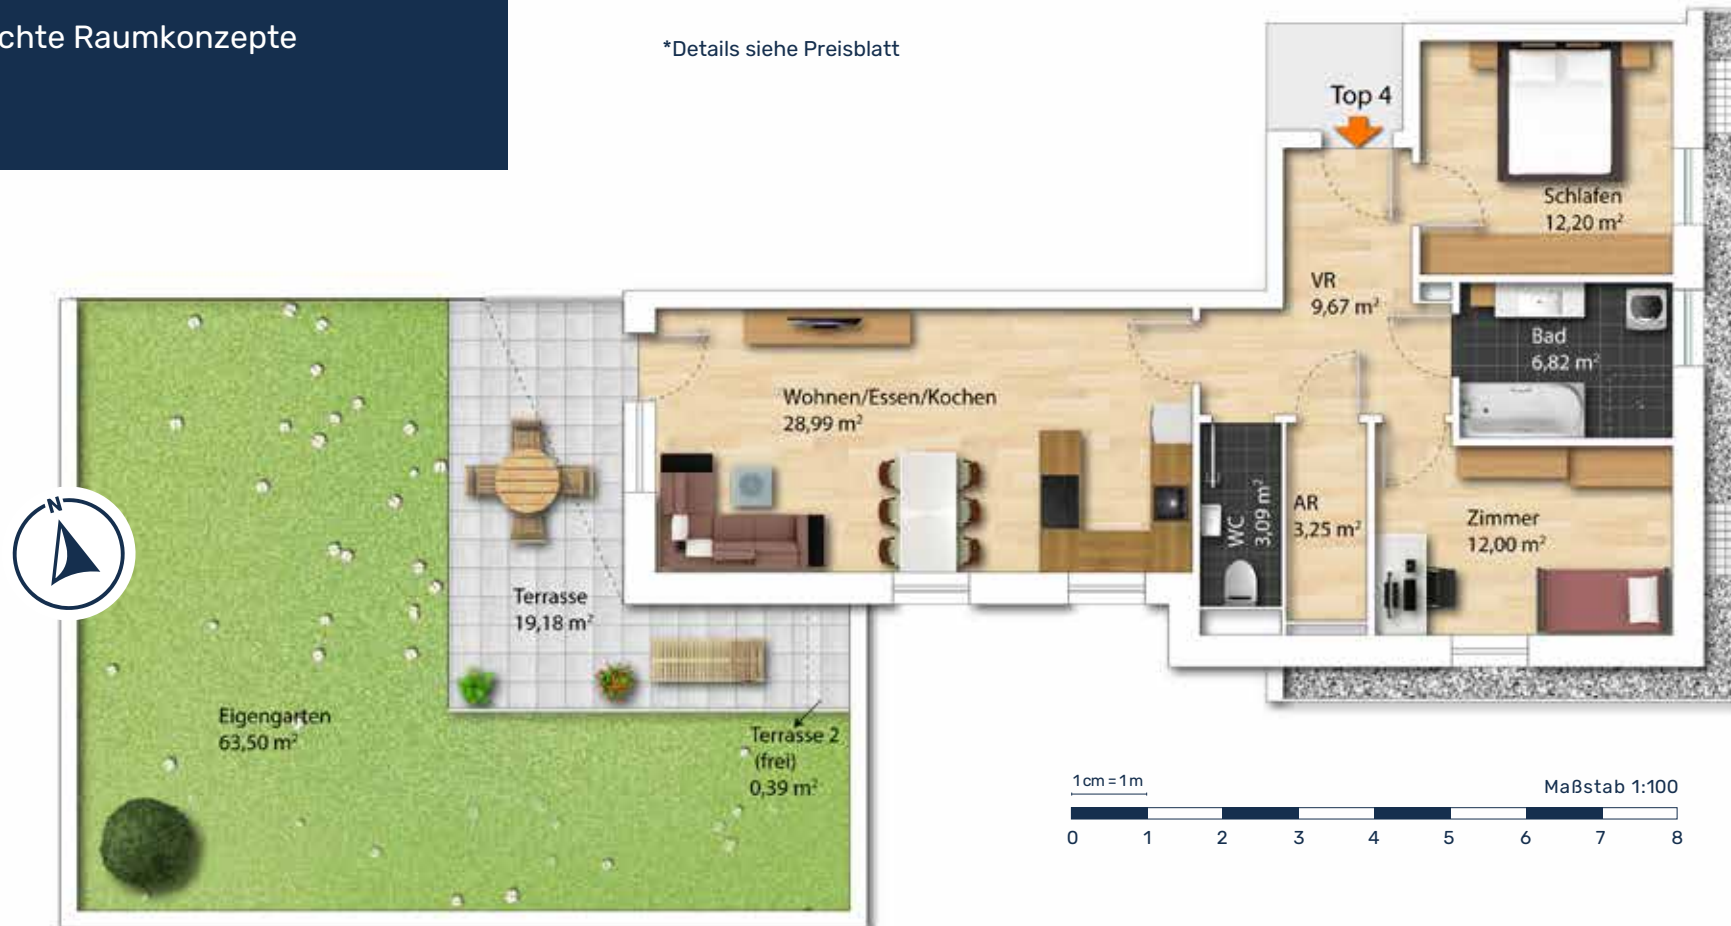 chte Raumkonzepte
*Details siehe Preisblatt
Top 4
Schlafen
12,20 m²
VR
9,67 m²
Bad
6,82 m²
Wohnen/Essen/Kochen
28,99 m²
WC
3,09 m²
AR
3,25 m²
Zimmer
12,00 m²
N
Terrasse
19,18 m²
Eigengarten
63,50 m²
Terrasse 2
(frei)
0,39 m²
1 cm = 1 m
Maßstab 1:100
0 1 2 3 4 5 6 7 8